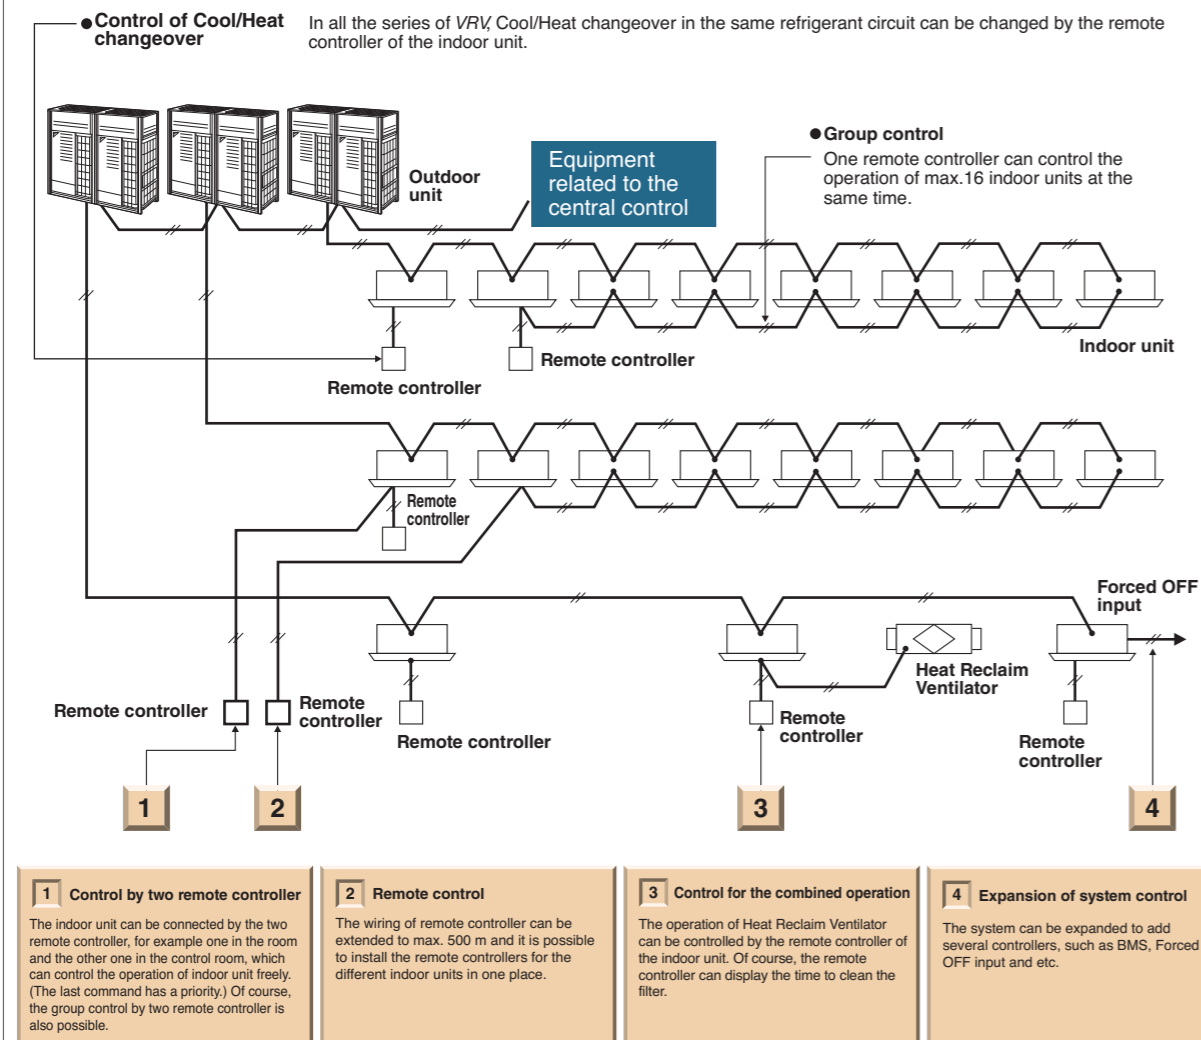 Control of Cool/Heat
changeover
In all the series of VRV, Cool/Heat changeover in the same refrigerant circuit can be changed by the remote
controller of the indoor unit.
Outdoor
unit
Equipment
related to the
central control
Group control
One remote controller can control the
operation of max.16 indoor units at the
same time.
Remote controller
Remote controller
Indoor unit
Remote
controller
Forced OFF
input
Heat Reclaim
Ventilator
Remote controller
Remote
controller
Remote controller
Remote
controller
Remote
controller
1
2
3
4
1 Control by two remote controller
The indoor unit can be connected by the two
remote controller, for example one in the room
and the other one in the control room, which
can control the operation of indoor unit freely.
(The last command has a priority.) Of course,
the group control by two remote controller is
also possible.
2 Remote control
The wiring of remote controller can be
extended to max. 500 m and it is possible
to install the remote controllers for the
different indoor units in one place.
3 Control for the combined operation
The operation of Heat Reclaim Ventilator
can be controlled by the remote controller of
the indoor unit. Of course, the remote
controller can display the time to clean the
filter.
4 Expansion of system control
The system can be expanded to add
several controllers, such as BMS, Forced
OFF input and etc.